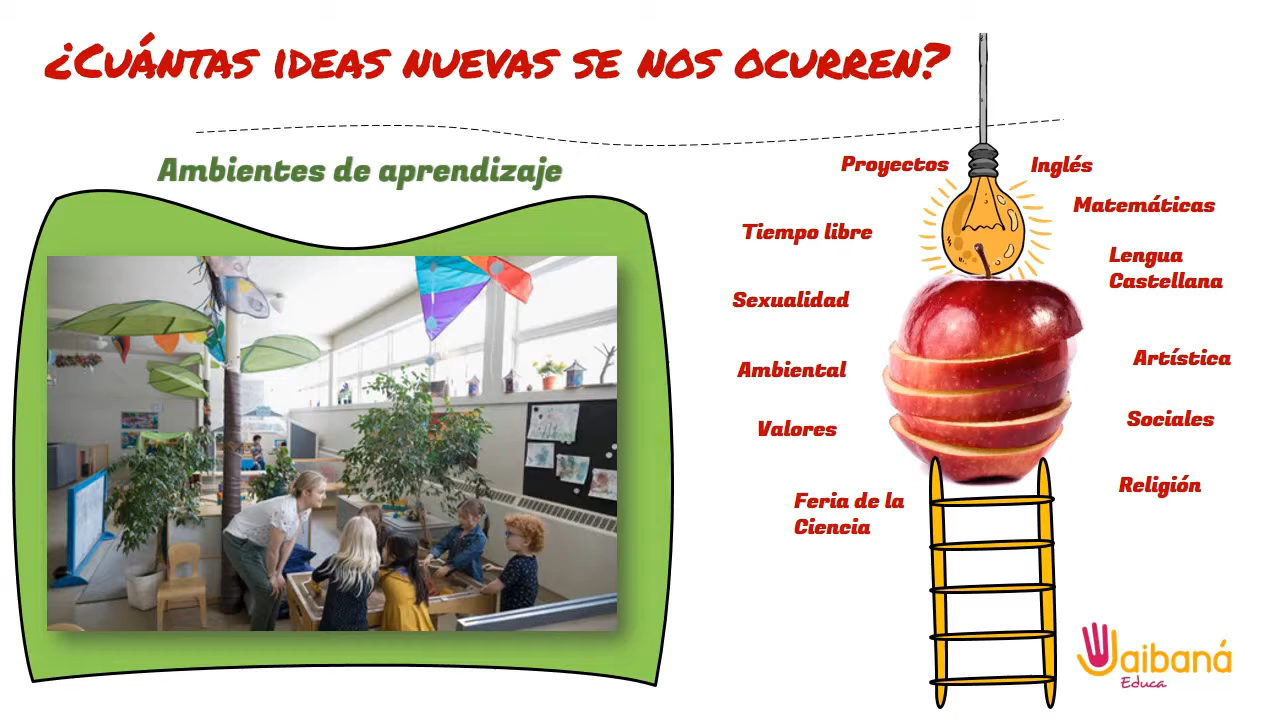 ¿Cuántas ideas nuevas se nos ocurren?
Ambientes de aprendizaje
Proyectos
Inglés
Matemáticas
Tiempo libre
Lengua
Castellana
Sexualidad
Artística
Ambiental
Sociales
Valores
Religión
Feria de la
Ciencia
Jaibaná
Educa